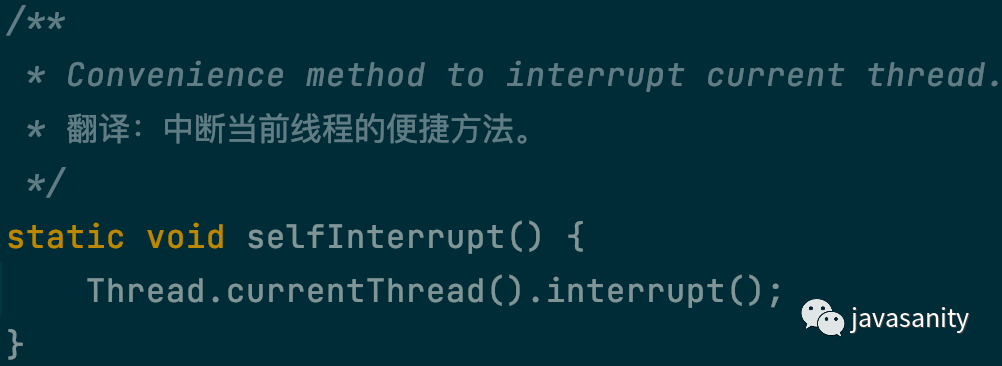 /**
 * Convenience method to interrupt current thread.
 * 翻译：中断当前线程的便捷方法。
 */
static void selfInterrupt() {
    Thread.currentThread().interrupt();
}
javasanity